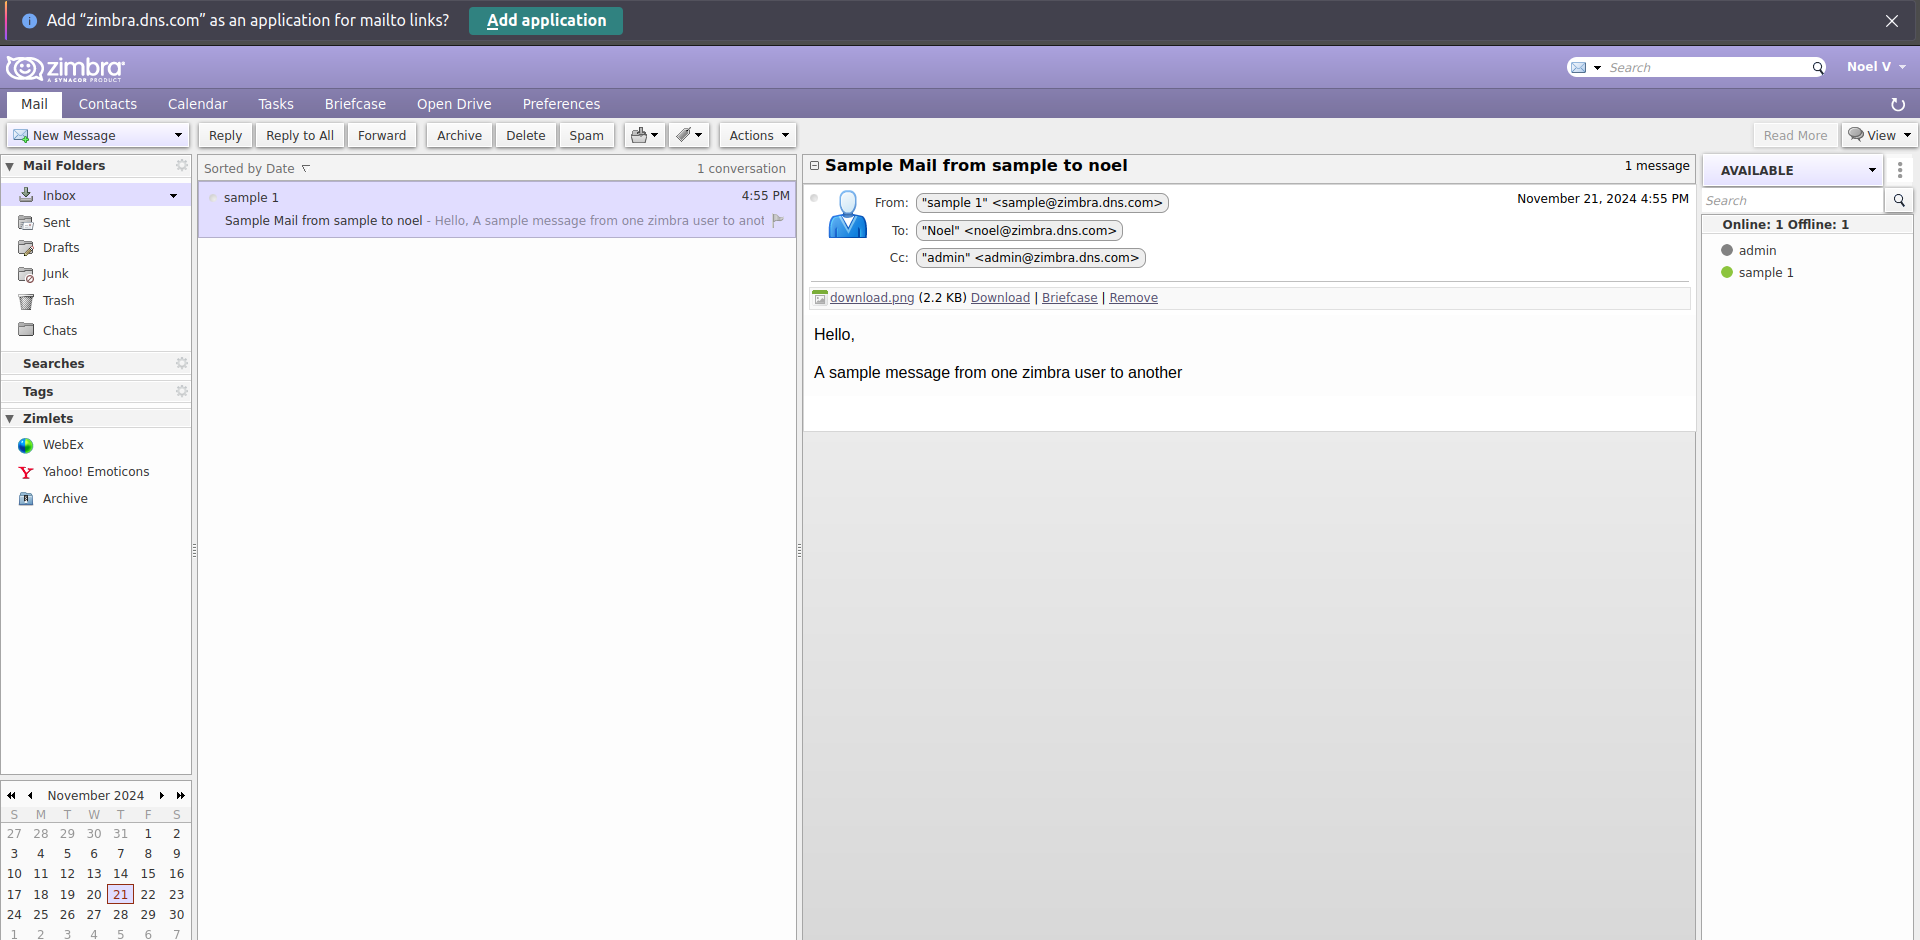 Add “zimbra.dns.com” as an application for mailto links? Add application
zimbra
A SYNACOR PRODUCT
Search
Noel V
Mail Contacts Calendar Tasks Briefcase Open Drive Preferences
New Message Reply Reply to All Forward Archive Delete Spam Actions Read More View
Mail Folders
Inbox
Sent
Drafts
Junk
Trash
Chats
Searches
Tags
Zimlets
WebEx
Yahoo! Emoticons
Archive
November 2024
S M T W T F S
27 28 29 30 31 1 2
3 4 5 6 7 8 9
10 11 12 13 14 15 16
17 18 19 20 21 22 23
24 25 26 27 28 29 30
1 2 3 4 5 6 7
Sorted by Date 1 conversation
sample 1 4:55 PM
Sample Mail from sample to noel - Hello, A sample message from one zimbra user to anot
Sample Mail from sample to noel 1 message
From: "sample 1" <sample@zimbra.dns.com> November 21, 2024 4:55 PM
To: "Noel" <noel@zimbra.dns.com>
Cc: "admin" <admin@zimbra.dns.com>
download.png (2.2 KB) Download | Briefcase | Remove
Hello,
A sample message from one zimbra user to another
AVAILABLE
Search
Online: 1 Offline: 1
admin
sample 1